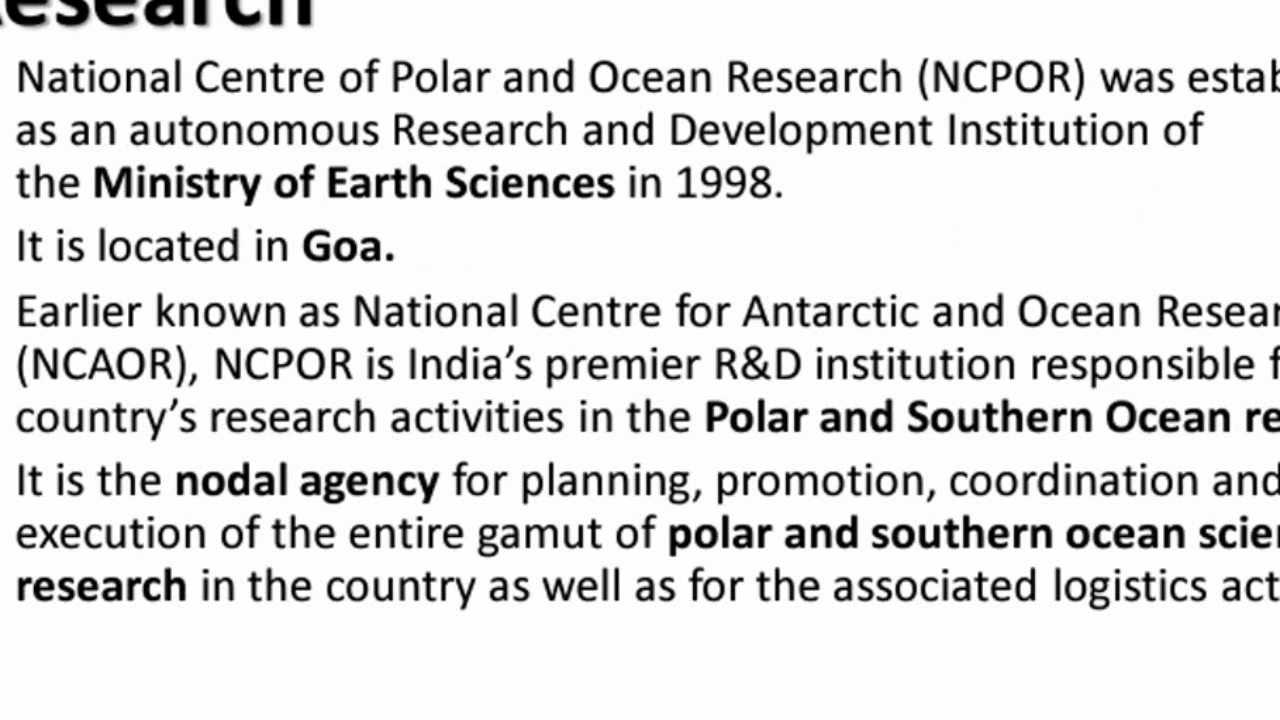 esearch
National Centre of Polar and Ocean Research (NCPOR) was estab
as an autonomous Research and Development Institution of
the Ministry of Earth Sciences in 1998.
It is located in Goa.
Earlier known as National Centre for Antarctic and Ocean Resear
(NCAOR), NCPOR is India’s premier R&D institution responsible f
country’s research activities in the Polar and Southern Ocean re
It is the nodal agency for planning, promotion, coordination and
execution of the entire gamut of polar and southern ocean scien
research in the country as well as for the associated logistics act